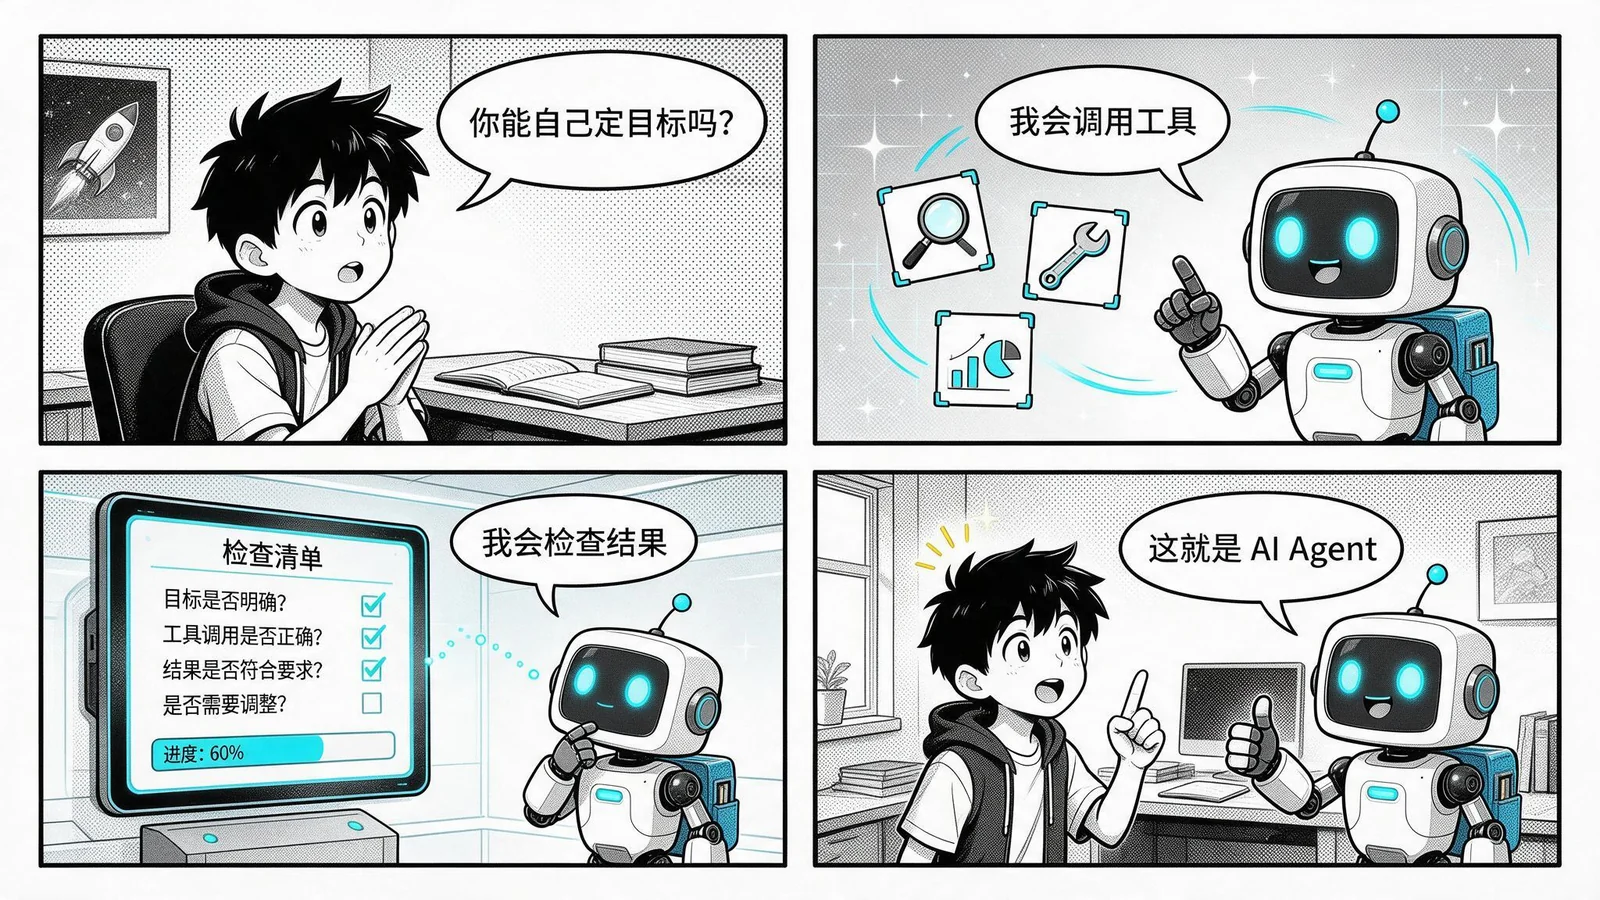 你能自己定目标吗？
我会调用工具
检查清单
目标是否明确？
工具调用是否正确？
结果是否符合要求？
是否需要调整？
进度：60%
我会检查结果
这就是 AI Agent